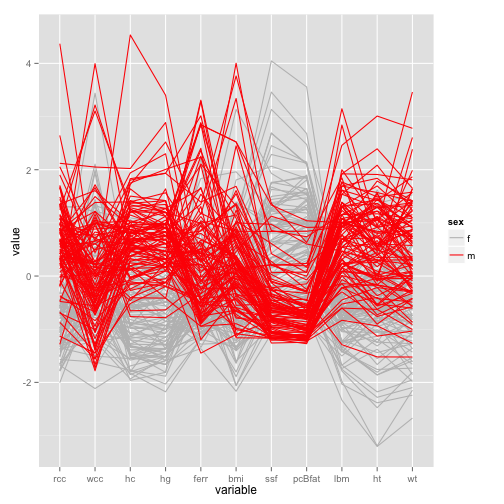 4
2
0
-2
value
rcc wcc hc hg ferr bmi ssf pcBfat lbm ht wt
variable
sex
f
m